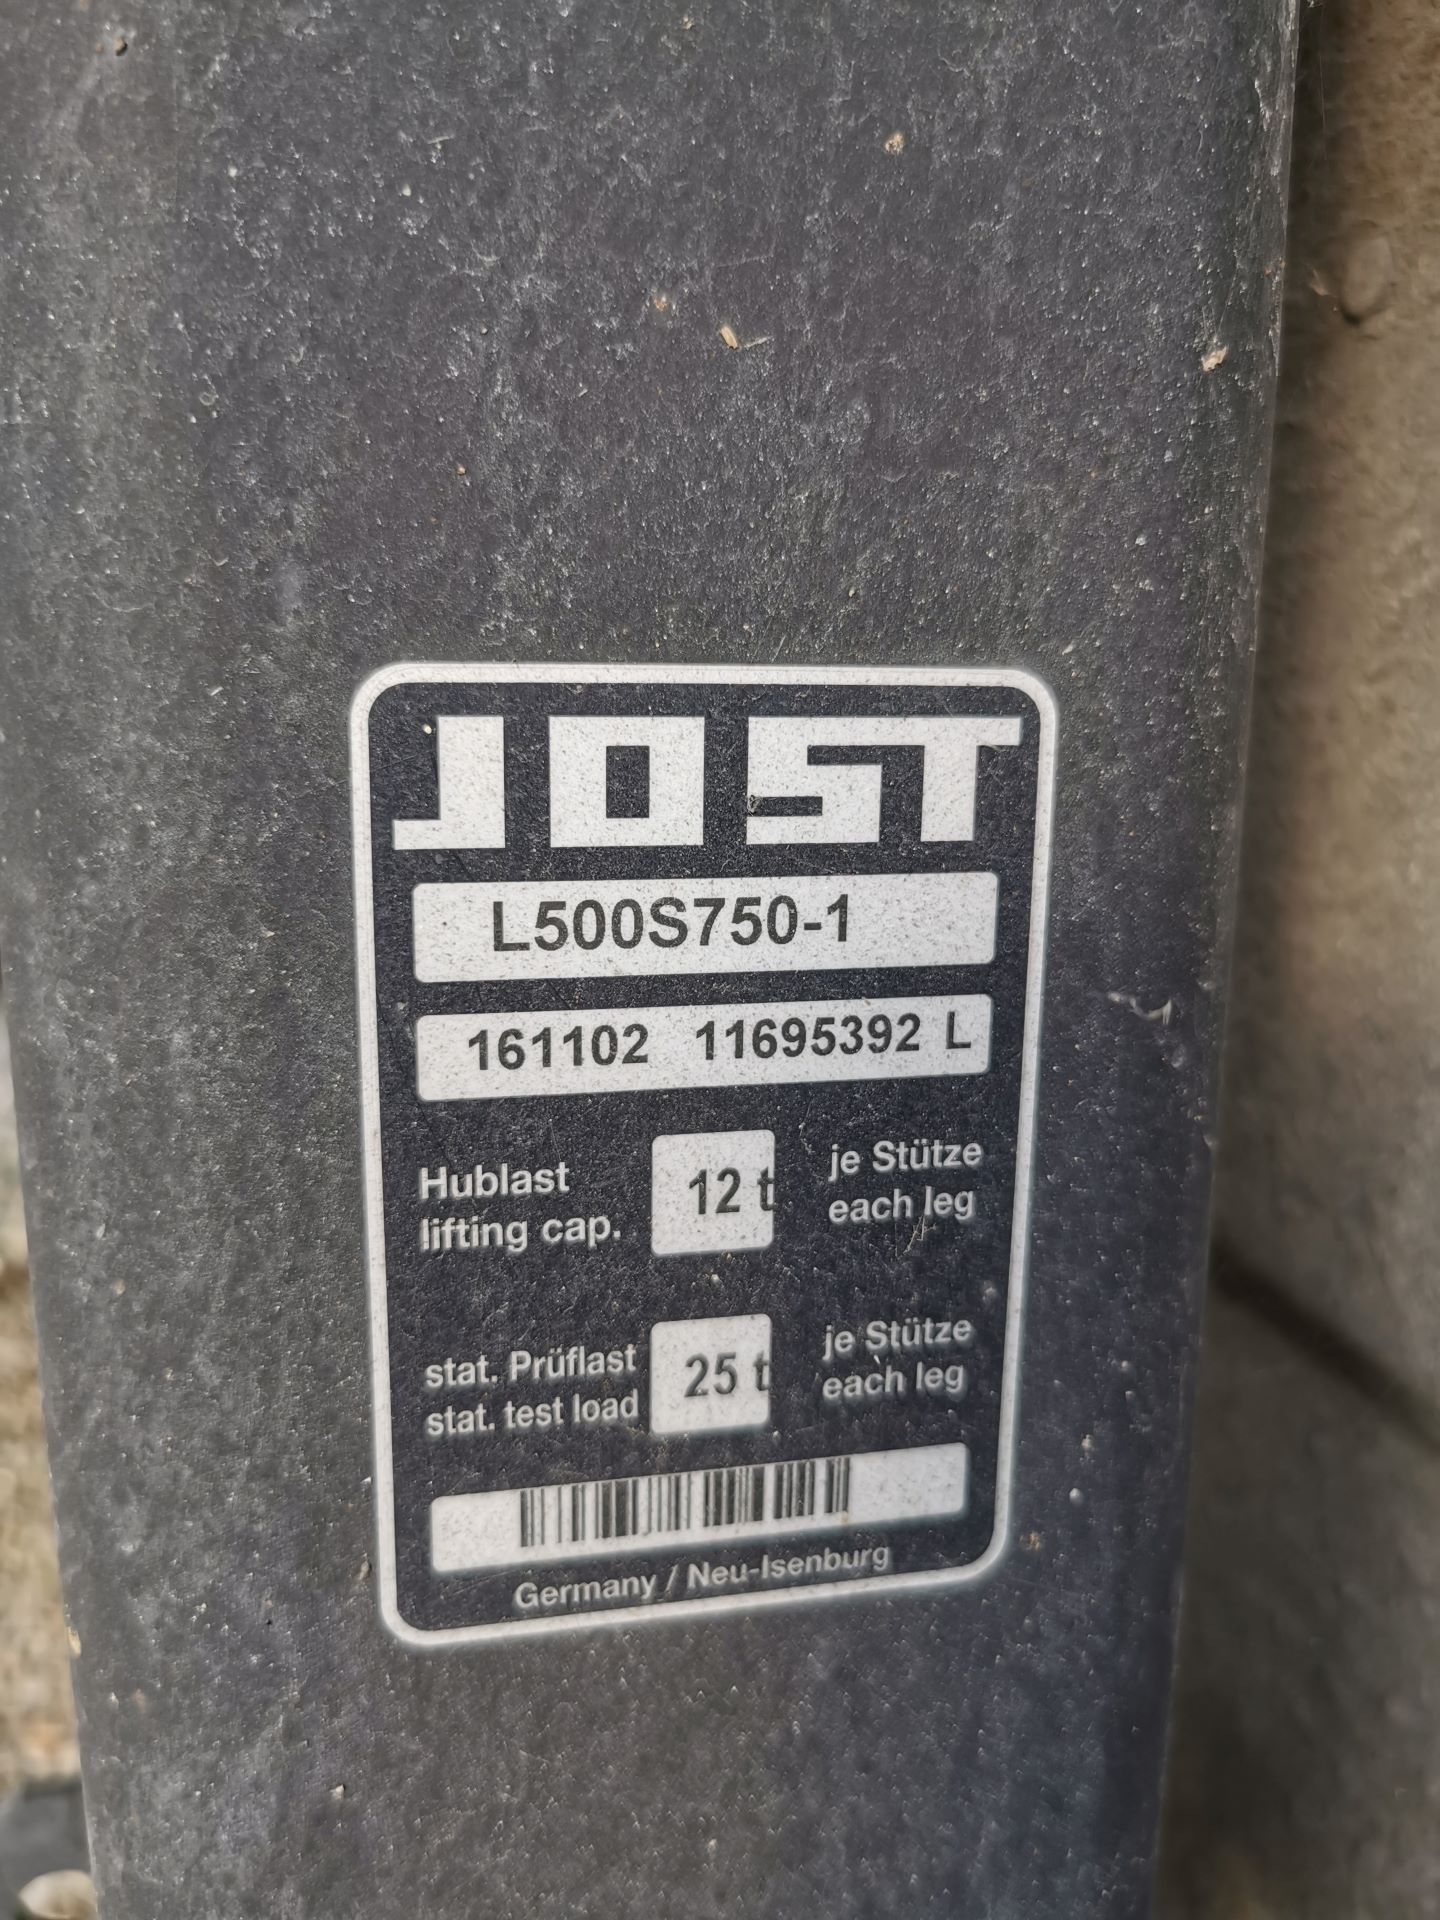 JOST
L500S750-1
161102 11695392 L
Hublast 12 t je Stütze
lifting cap. each leg
stat. Prüflast 25 t je Stütze
stat. test load each leg
Germany / Neu-Isenburg